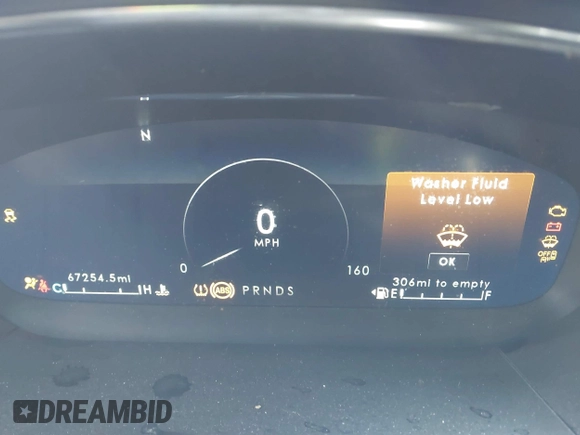 N
Washer Fluid
Level Low
OK
0
MPH
0
160
OFF
67254.5mi
C H
ABS
PRNDS
306mi to empty
E F
DREAMBID